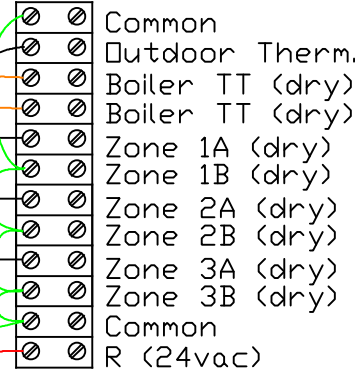 Common
Outdoor Therm.
Boiler TT (dry)
Boiler TT (dry)
Zone 1A (dry)
Zone 1B (dry)
Zone 2A (dry)
Zone 2B (dry)
Zone 3A (dry)
Zone 3B (dry)
Common
R (24vac)